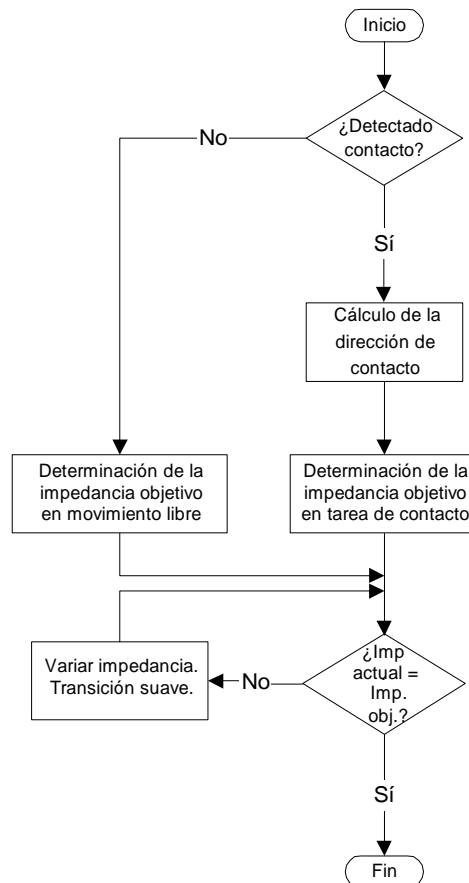 Inicio
¿Detectado
contacto?
No
Sí
Cálculo de la
dirección de
contacto
Determinación de la
impedancia objetivo
en movimiento libre
Determinación de la
impedancia objetivo
en tarea de contacto
Variar impedancia.
Transición suave.
No
¿Imp
actual =
Imp.
obj.?
Sí
Fin